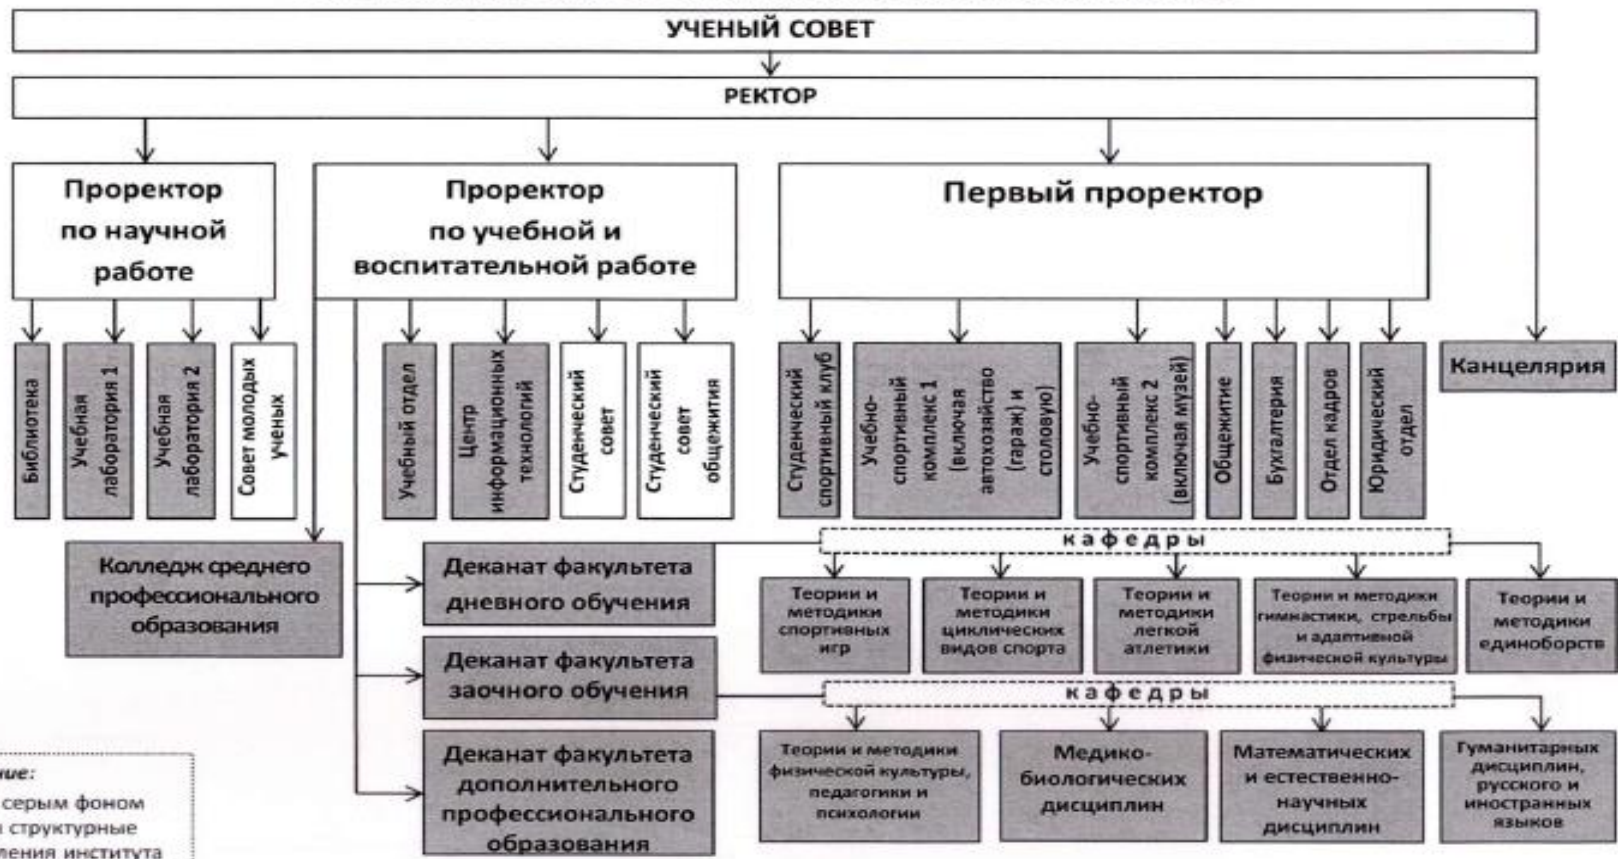 УЧЕНЫЙ СОВЕТ
РЕКТОР
Проректор
по научной
работе
Проректор
по учебной и
воспитательной работе
Первый проректор
Библиотека
Учебная
лаборатория 1
Учебная
лаборатория 2
Совет молодых
ученых
Учебный отдел
Центр
информационных
технологий
Студенческий
совет
Студенческий
совет
общежития
Студенческий
спортивный клуб
Учебно-
спортивный
комплекс 1
(включая
автохозяйство
(гараж) и
столовую)
Учебно-
спортивный
комплекс 2
(включая музей)
Общежитие
Бухгалтерия
Отдел кадров
Юридический
отдел
Канцелярия
Колледж среднего
профессионального
образования
Деканат факультета
дневного обучения
кафедры
Теории и
методики
спортивных
игр
Теории и
методики
циклических
видов спорта
Теории и
методики
легкой
атлетики
Теории и методики
гимнастики, стрельбы
и адаптивной
физической культуры
Теории и
методики
единоборств
Деканат факультета
заочного обучения
кафедры
Теории и методики
физической культуры,
педагогики и
психологии
Медико-
биологических
дисциплин
Математических
и естественно-
научных
дисциплин
Гуманитарных
дисциплин,
русского и
иностранных
языков
Деканат факультета
дополнительного
профессионального
образования
ние:
серым фоном
структурные
ления института